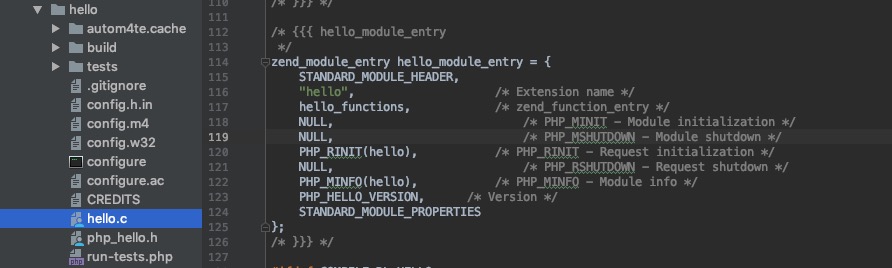 hello
autom4te.cache
build
tests
.gitignore
config.h.in
config.m4
config.w32
configure
configure.ac
CREDITS
hello.c
php_hello.h
run-tests.php
110 /* }}} */
111
112 /* {{{ hello_module_entry
113 */
114 zend_module_entry hello_module_entry = {
115 STANDARD_MODULE_HEADER,
116 "hello", /* Extension name */
117 hello_functions, /* zend_function_entry */
118 NULL, /* PHP_MINIT - Module initialization */
119 NULL, /* PHP_MSHUTDOWN - Module shutdown */
120 PHP_RINIT(hello), /* PHP_RINIT - Request initialization */
121 NULL, /* PHP_RSHUTDOWN - Request shutdown */
122 PHP_MINFO(hello), /* PHP_MINFO - Module info */
123 PHP_HELLO_VERSION, /* Version */
124 STANDARD_MODULE_PROPERTIES
125 };
126 /* }}} */
127